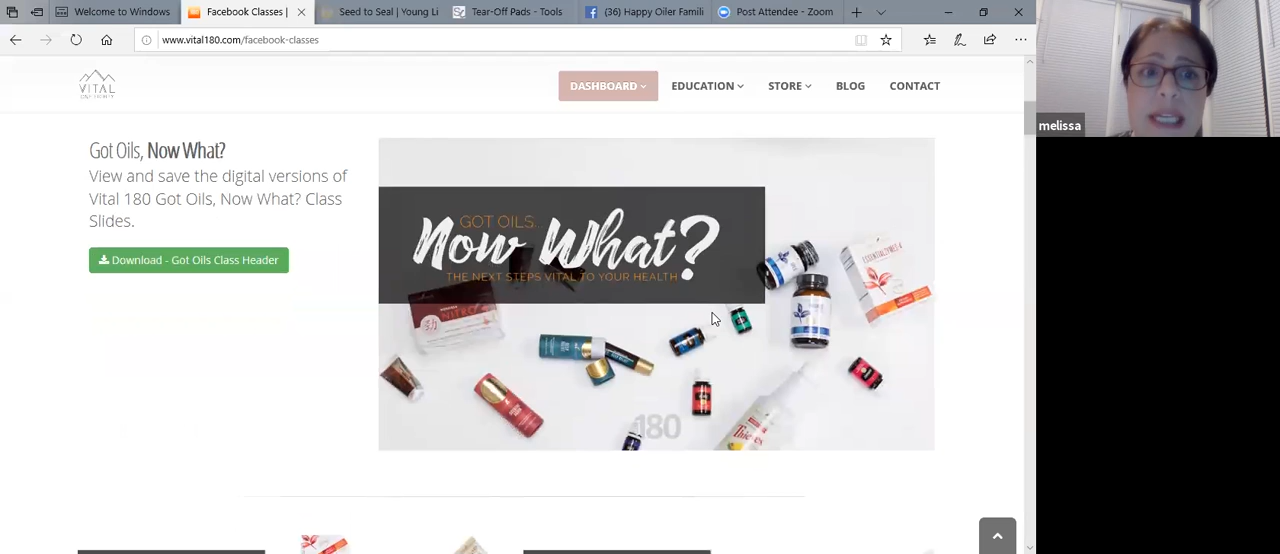 Welcome to Windows
Facebook Classes |
Seed to Seal | Young Li
Tear-Off Pads - Tools
(36) Happy Oiler Famili
Post Attendee - Zoom
www.vital180.com/facebook-classes
VITAL
DASHBOARD
EDUCATION
STORE
BLOG
CONTACT
melissa
Got Oils, Now What?
View and save the digital versions of
Vital 180 Got Oils, Now What? Class
Slides.
Download - Got Oils Class Header
GOT OILS:
Now What?
THE NEXT STEPS VITAL TO YOUR HEALTH
NITRO
Thieves
180